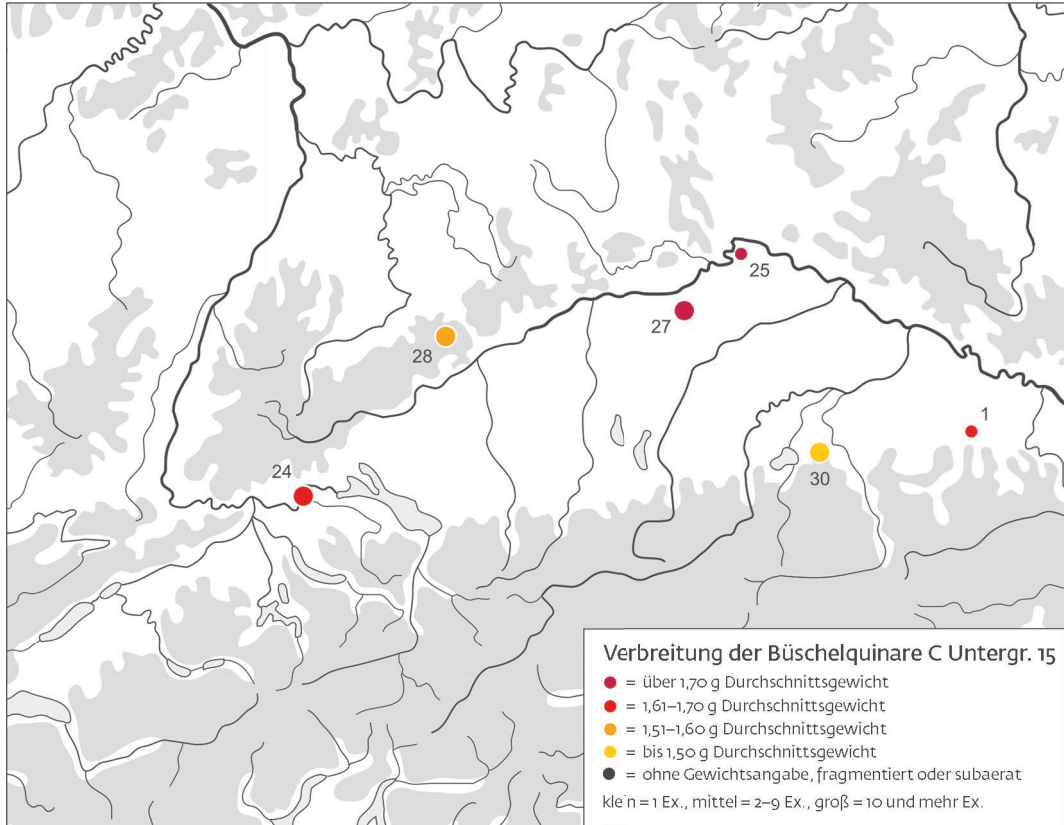 25
27
28
1
30
24
Verbreitung der Büschelquinare C Untergr. 15
= über 1,70 g Durchschnittsgewicht
= 1,61–1,70 g Durchschnittsgewicht
= 1,51–1,60 g Durchschnittsgewicht
= bis 1,50 g Durchschnittsgewicht
= ohne Gewichtsangabe, fragmentiert oder subaerat
klein = 1 Ex., mittel = 2–9 Ex., groß = 10 und mehr Ex.